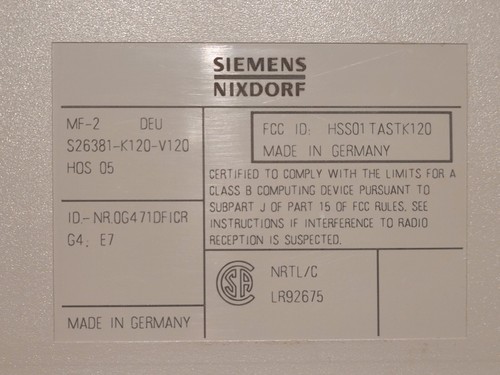 SIEMENS
NIXDORF
MF-2 DEU
S26381-K120-V120
HOS 05
FCC ID: HSS01TASTK120
MADE IN GERMANY
CERTIFIED TO COMPLY WITH THE LIMITS FOR A
CLASS B COMPUTING DEVICE PURSUANT TO
SUBPART J OF PART 15 OF FCC RULES. SEE
INSTRUCTIONS IF INTERFERENCE TO RADIO
RECEPTION IS SUSPECTED.
ID.-NR.0G471DFICR
G4; E7
MADE IN GERMANY
SA
NRTL/C
LR92675